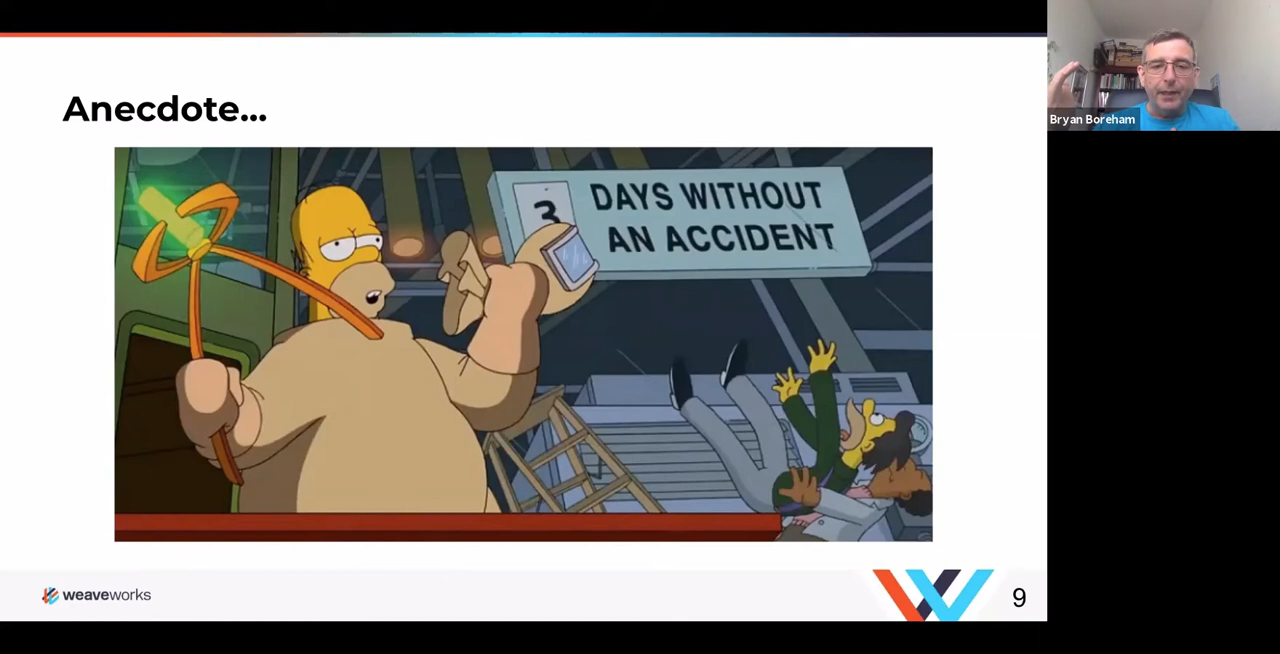 Anecdote...
3
DAYS WITHOUT
AN ACCIDENT
weaveworks
9
Bryan Boreham